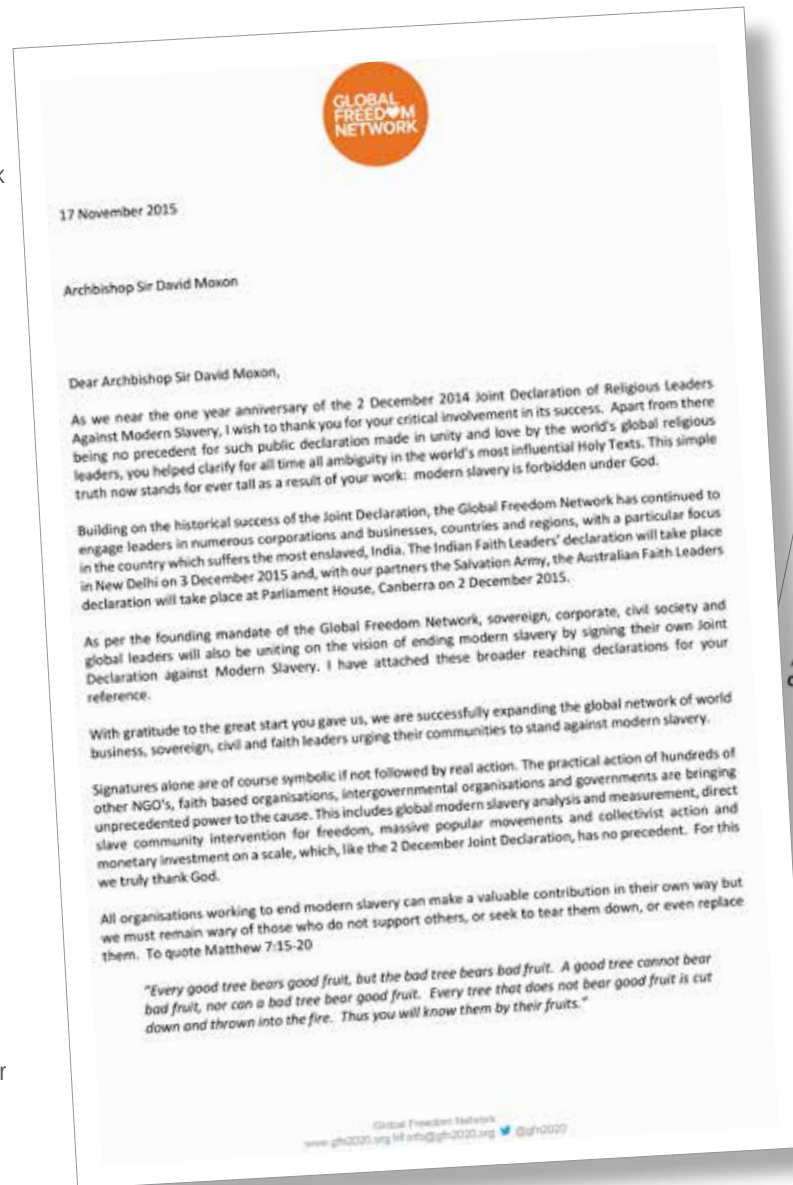 GLOBAL
FREEDOM
NETWORK
17 November 2015
Archbishop Sir David Moxon
Dear Archbishop Sir David Moxon,
As we near the one year anniversary of the 2 December 2014 Joint Declaration of Religious Leaders
Against Modern Slavery, I wish to thank you for your critical involvement in its success. Apart from there
being no precedent for such public declaration made in unity and love by the world's global religious
leaders, you helped clarify for all time all ambiguity in the world's most influential Holy Texts. This simple
truth now stands for ever tall as a result of your work: modern slavery is forbidden under God.
Building on the historical success of the Joint Declaration, the Global Freedom Network has continued to
engage leaders in numerous corporations and businesses, countries and regions, with a particular focus
in the country which suffers the most enslaved, India. The Indian Faith Leaders' declaration will take place
in New Delhi on 3 December 2015 and, with our partners the Salvation Army, the Australian Faith Leaders
declaration will take place at Parliament House, Canberra on 2 December 2015.
As per the founding mandate of the Global Freedom Network, sovereign, corporate, civil society and
global leaders will also be uniting on the vision of ending modern slavery by signing their own Joint
Declaration against Modern Slavery. I have attached these broader reaching declarations for your
reference.
With gratitude to the great start you gave us, we are successfully expanding the global network of world
business, sovereign, civil and faith leaders urging their communities to stand against modern slavery.
Signatures alone are of course symbolic if not followed by real action. The practical action of hundreds of
other NGO's, faith based organisations, intergovernmental organisations and governments are bringing
unprecedented power to the cause. This includes global modern slavery analysis and measurement, direct
slave community intervention for freedom, massive popular movements and collectivist action and
monetary investment on a scale, which, like the 2 December Joint Declaration, has no precedent. For this
we truly thank God.
All organisations working to end modern slavery can make a valuable contribution in their own way but
we must remain wary of those who do not support others, or seek to tear them down, or even replace
them. To quote Matthew 7:15-20
"Every good tree bears good fruit, but the bad tree bears bad fruit. A good tree cannot bear
bad fruit, nor can a bad tree bear good fruit. Every tree that does not bear good fruit is cut
down and thrown into the fire. Thus you will know them by their fruits."
Global Freedom Network
www.gfn2020.org info@gfn2020.org @gfn2020